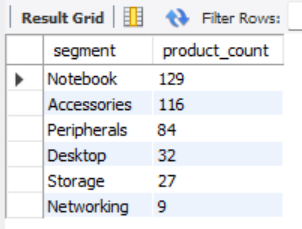 Result Grid Filter Rows:
segment product_count
Notebook 129
Accessories 116
Peripherals 84
Desktop 32
Storage 27
Networking 9